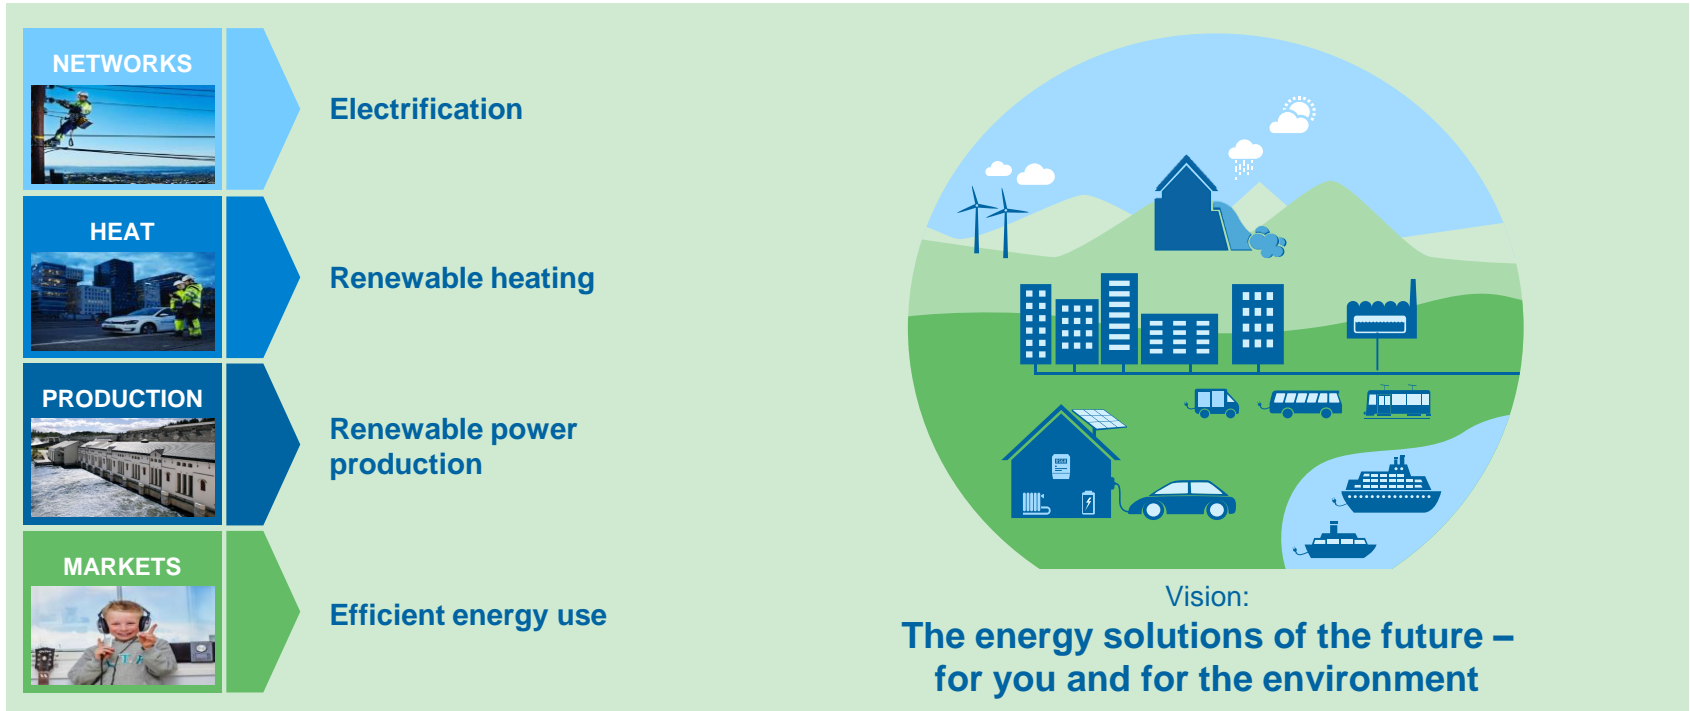 NETWORKS
Electrification
HEAT
Renewable heating
PRODUCTION
Renewable power
production
MARKETS
Efficient energy use
Vision:
The energy solutions of the future –
for you and for the environment